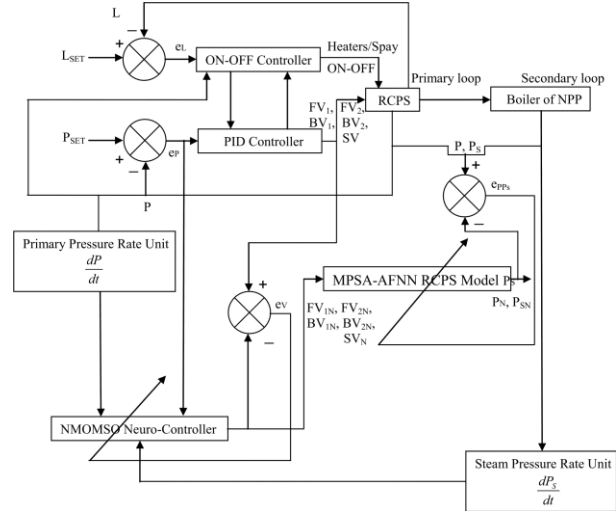 L
L_SET
e_L
ON-OFF Controller
Heaters/Spay
ON-OFF
Primary loop
Secondary loop
RCPS
Boiler of NPP
FV_1, FV_2,
BV_1, BV_2,
SV
P_SET
e_P
PID Controller
P
P, P_S
e_PPs
Primary Pressure Rate Unit
dP
dt
MPSA-AFNN RCPS Model P_S
P_N, P_SN
e_V
FV_1N, FV_2N,
BV_1N, BV_2N,
SV_N
NMOMSO Neuro-Controller
Steam Pressure Rate Unit
dP_S
dt